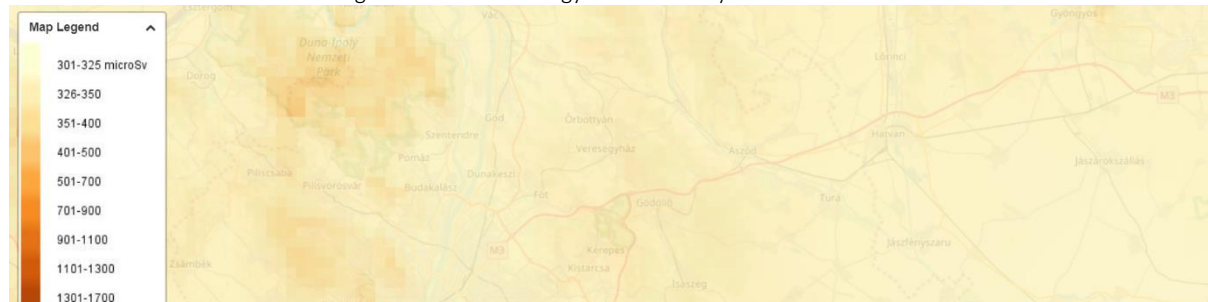 Map Legend
301-325 microSv
326-350
351-400
401-500
501-700
701-900
901-1100
1101-1300
1301-1700
Vác
Gyöngyös
Duna-Ipoly
Nemzeti
Park
Lőrinci
Dorog
M3
Göd
Őrbottyán
Szentendre
Hatvan
Veresegyház
Aszód
Pomáz
Jászárokszállás
Piliscsaba
Dunakeszi
Pilisvörösvár
Budakalász
Fót
Gödöllő
Tura
M3
Kerepes
Jászfényszaru
Zsámbék
Kistarcsa
Isaszeg